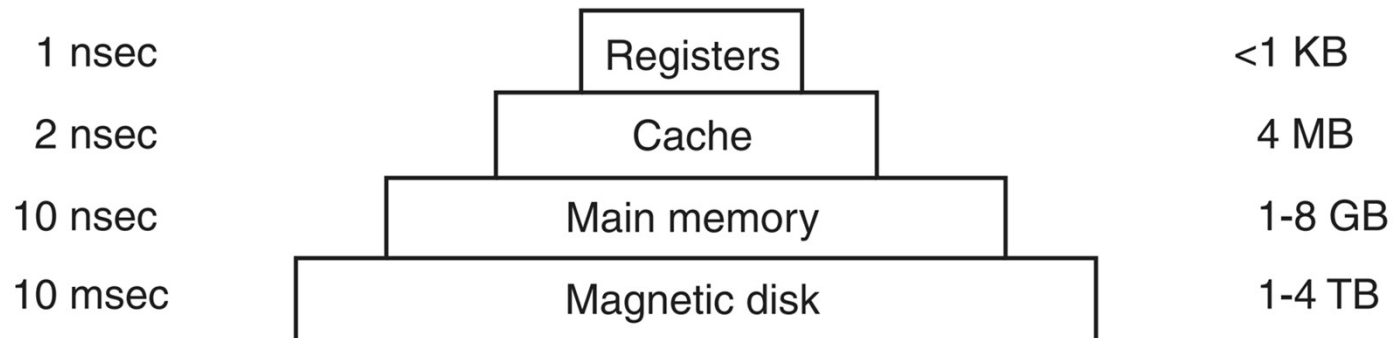 1 nsec Registers <1 KB
2 nsec Cache 4 MB
10 nsec Main memory 1-8 GB
10 msec Magnetic disk 1-4 TB